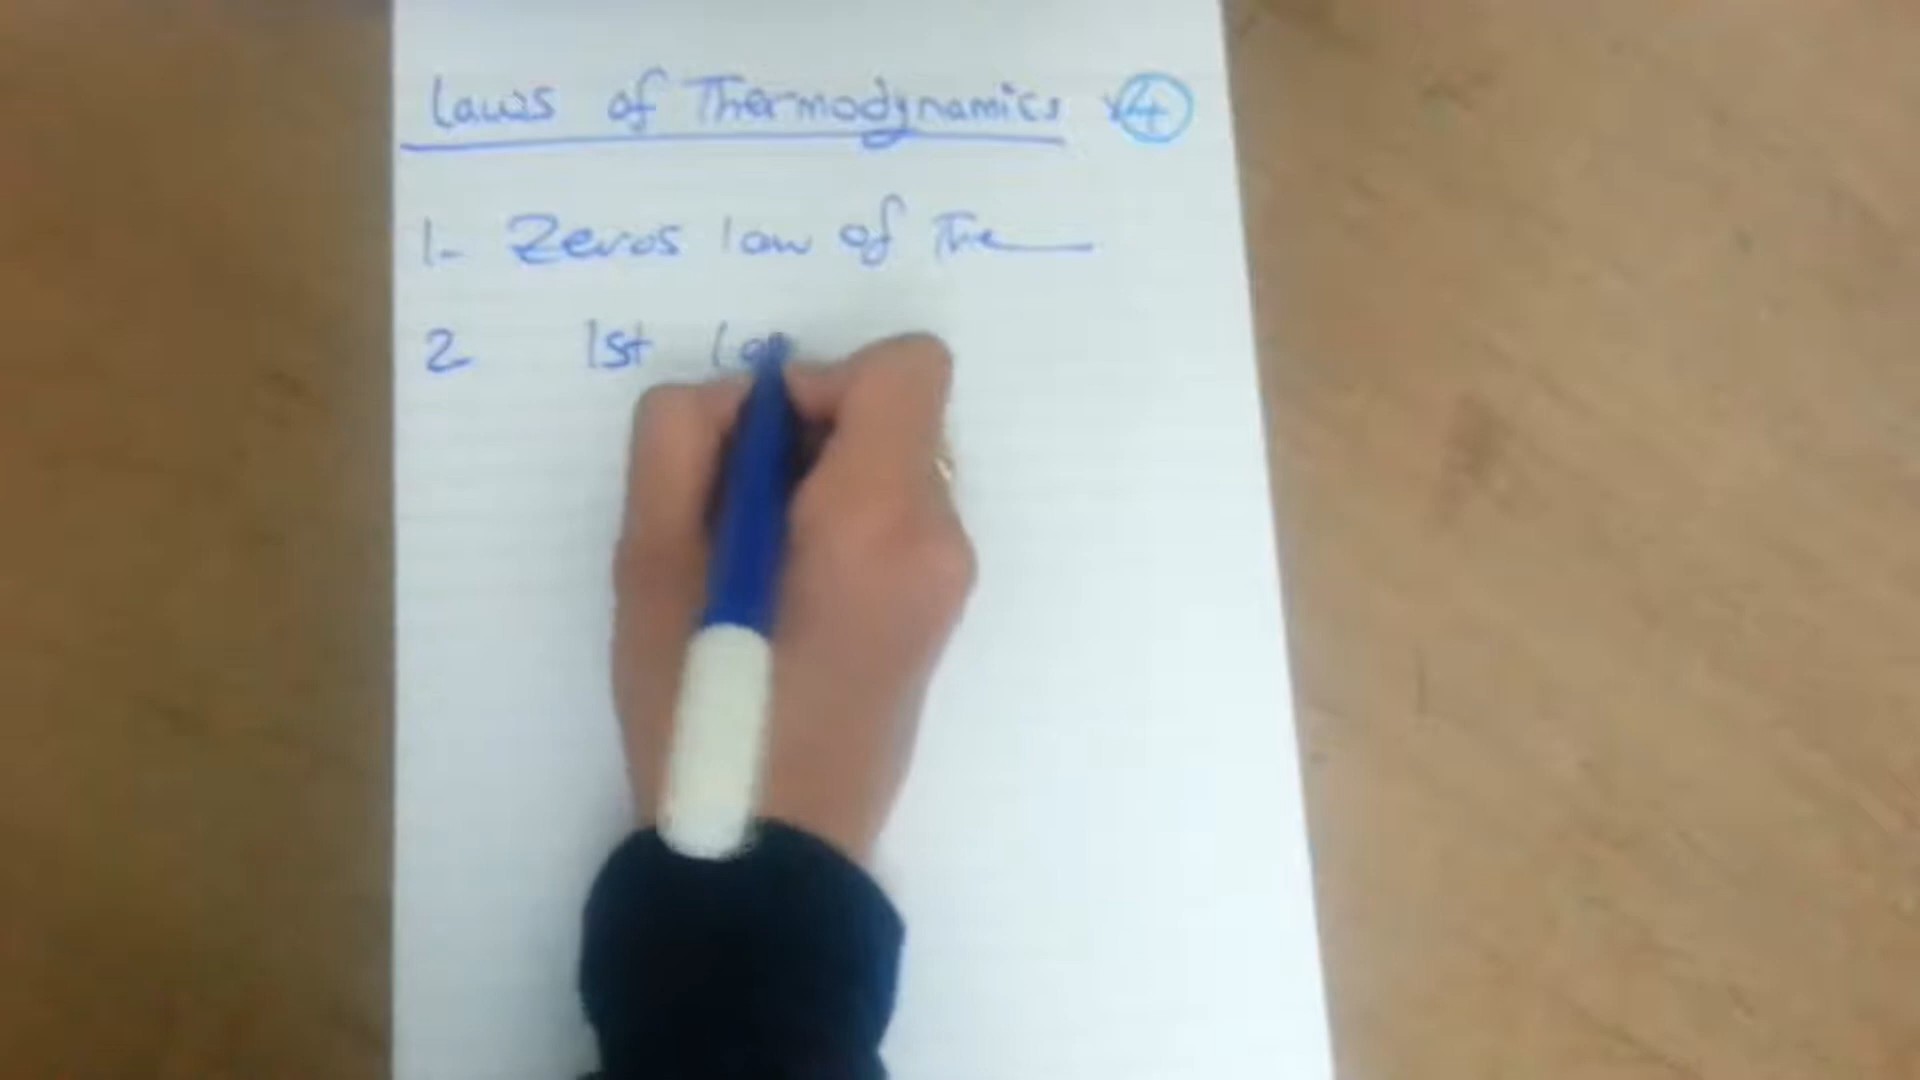 Laws of Thermodynamics 4
1- Zeros law of The
2 1st